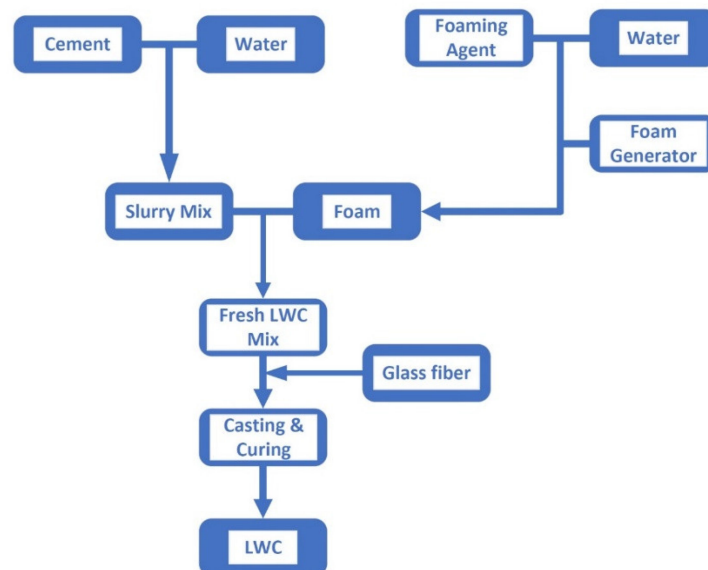 Cement
Water
Foaming
Agent
Water
Foam
Generator
Slurry Mix
Foam
Fresh LWC
Mix
Glass fiber
Casting &
Curing
LWC